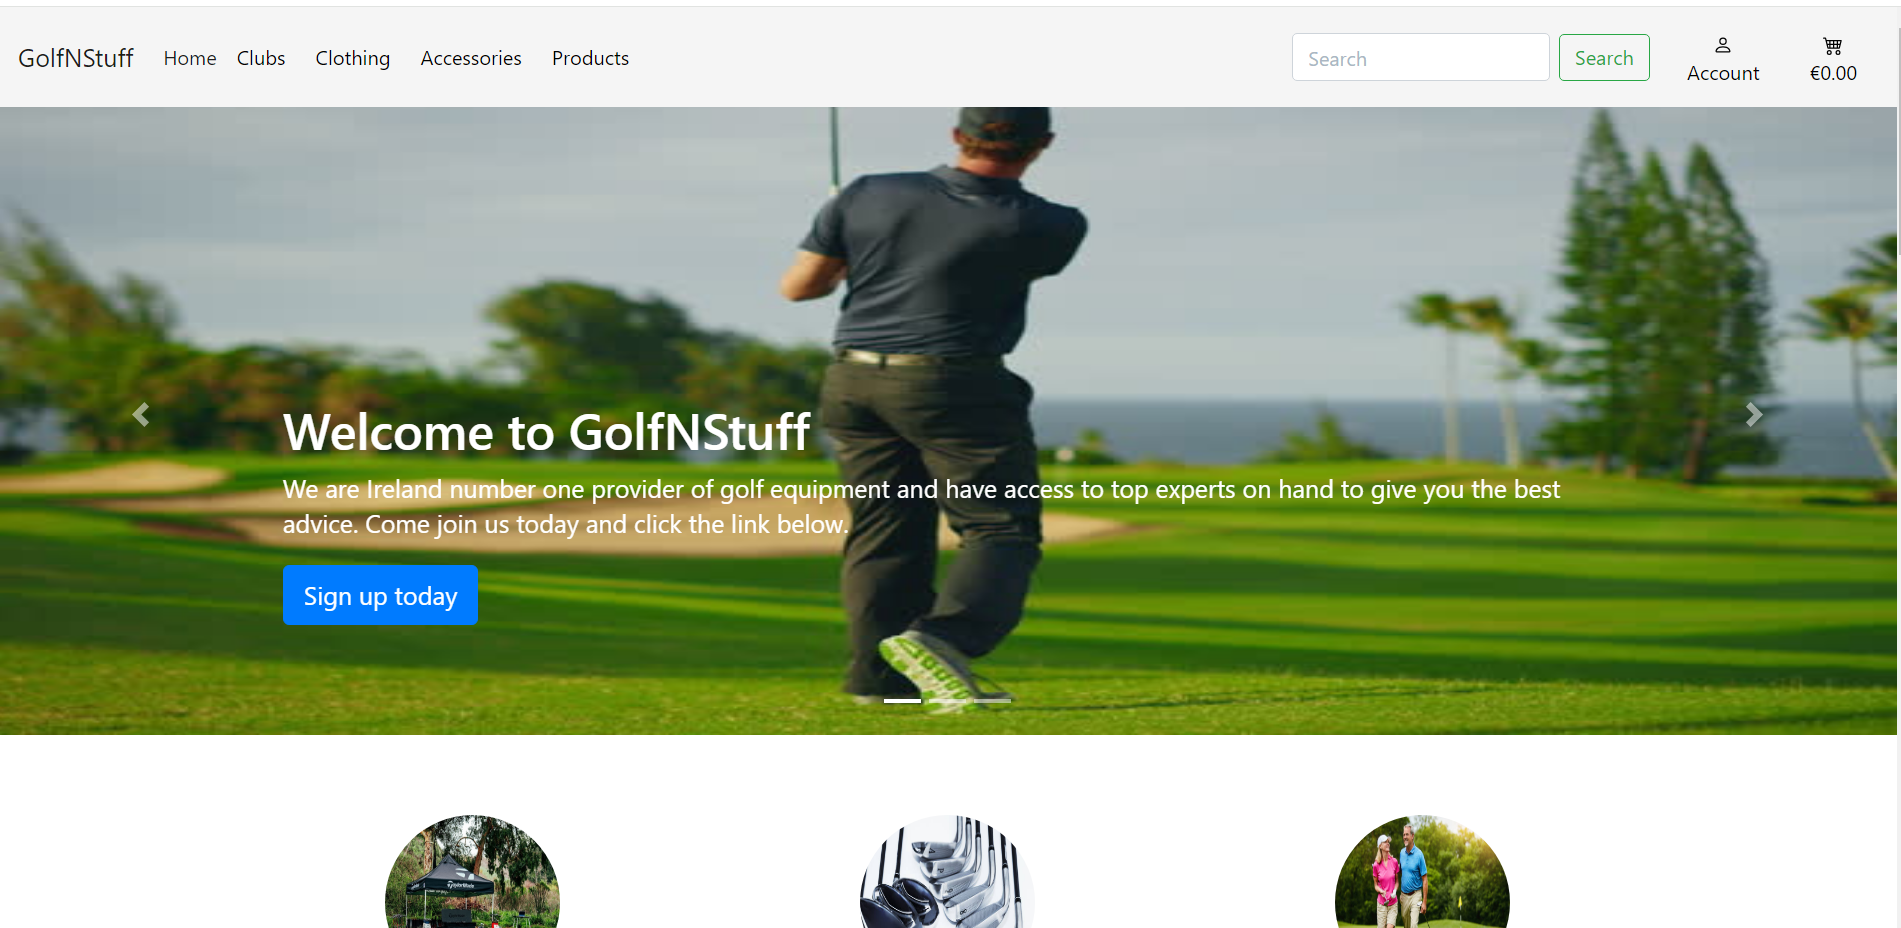 GolfNStuff Home Clubs Clothing Accessories Products Search Search Account €0.00
Welcome to GolfNStuff
We are Ireland number one provider of golf equipment and have access to top experts on hand to give you the best
advice. Come join us today and click the link below.
Sign up today
TaylorMade